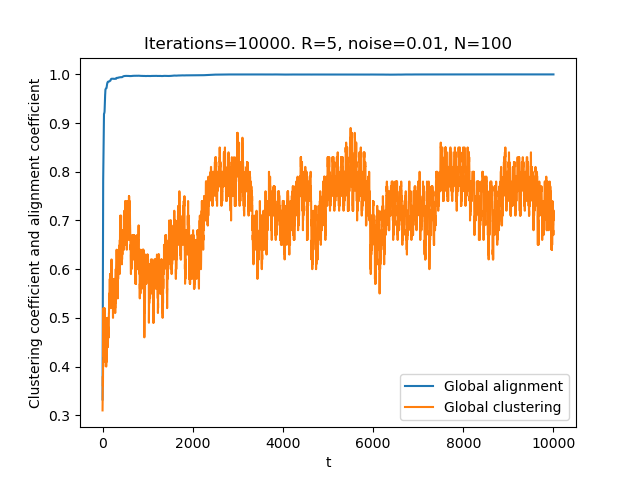 Iterations=10000. R=5, noise=0.01, N=100
Clustering coefficient and alignment coefficient
1.0
0.9
0.8
0.7
0.6
0.5
0.4
0.3
Global alignment
Global clustering
0 2000 4000 6000 8000 10000
t